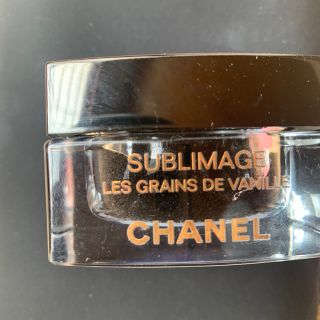 SUBLIMAGE
LES GRAINS DE VANILLE
CHANEL